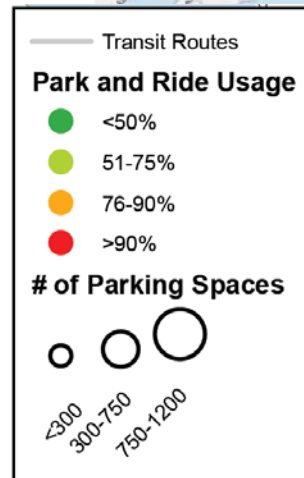 Transit Routes
Park and Ride Usage
<50%
51-75%
76-90%
>90%
# of Parking Spaces
<300
300-750
750-1200